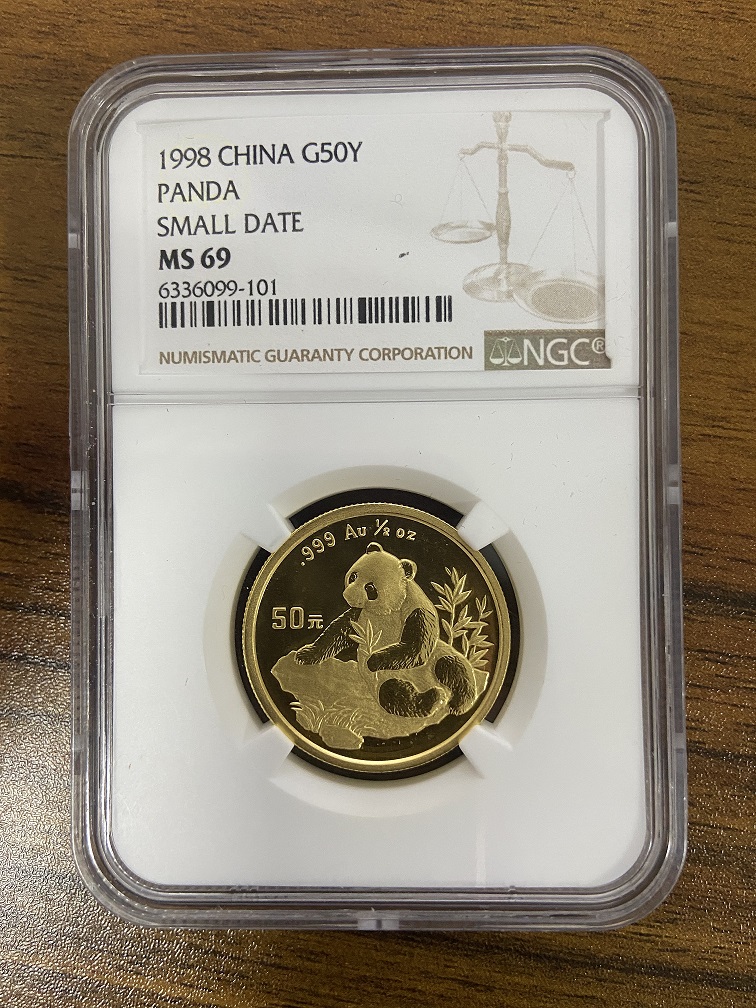 1998 CHINA G50Y
PANDA
SMALL DATE
MS 69
6336099-101
NUMISMATIC GUARANTY CORPORATION
NGC®
.999 Au ½ oz
50元